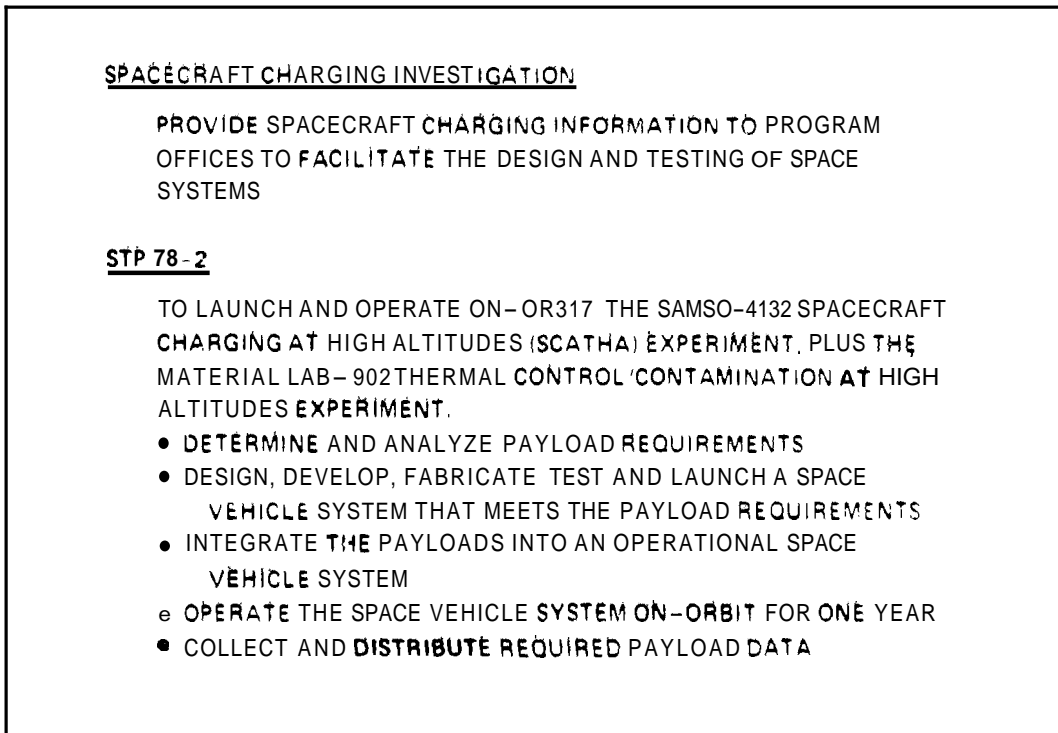 SPACECRAFT CHARGING INVESTIGATION
PROVIDE SPACECRAFT CHARGING INFORMATION TO PROGRAM
OFFICES TO FACILITATE THE DESIGN AND TESTING OF SPACE
SYSTEMS
STP 78-2
TO LAUNCH AND OPERATE ON-OR317 THE SAMSO-4132 SPACECRAFT
CHARGING AT HIGH ALTITUDES (SCATHA) EXPERIMENT, PLUS THE
MATERIAL LAB-902THERMAL CONTROL'CONTAMINATION AT HIGH
ALTITUDES EXPERIMENT.
● DETERMINE AND ANALYZE PAYLOAD REQUIREMENTS
● DESIGN, DEVELOP, FABRICATE TEST AND LAUNCH A SPACE
VEHICLE SYSTEM THAT MEETS THE PAYLOAD REQUIREMENTS
● INTEGRATE THE PAYLOADS INTO AN OPERATIONAL SPACE
VEHICLE SYSTEM
e OPERATE THE SPACE VEHICLE SYSTEM ON-ORBIT FOR ONE YEAR
● COLLECT AND DISTRIBUTE REQUIRED PAYLOAD DATA